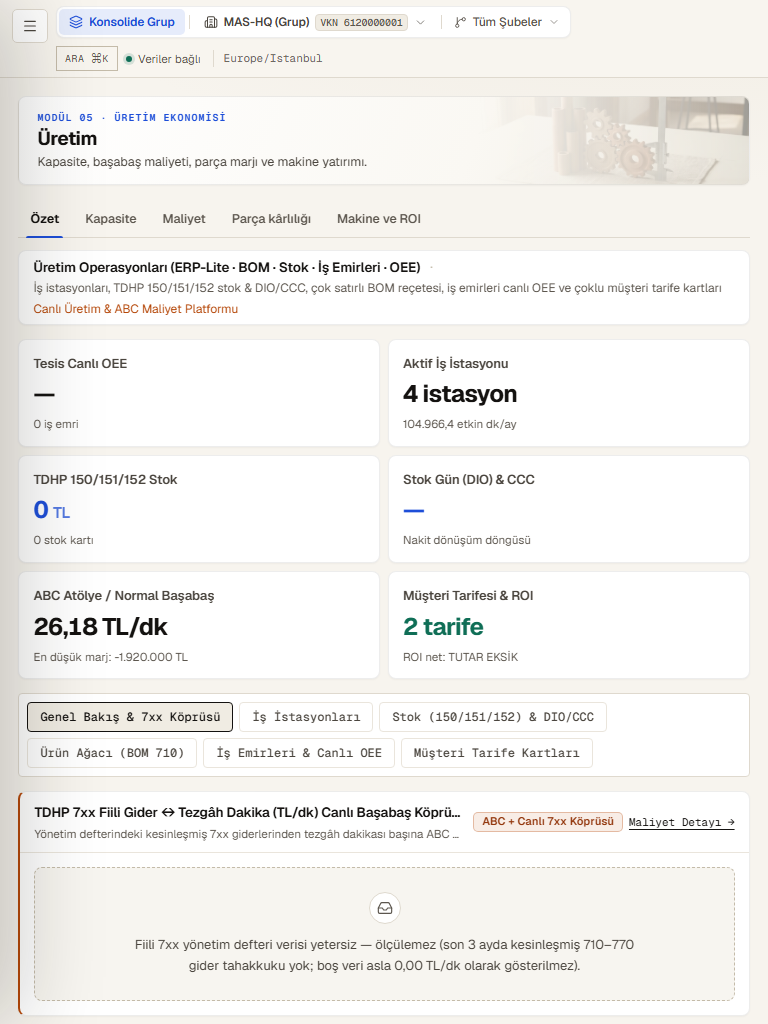 Konsolide Grup
MAS-HQ (Grup) VKN 6120000001
Tüm Şubeler
ARA ⌘K
Veriler bağlı
Europe/Istanbul
MODÜL 05 · ÜRETİM EKONOMİSİ
Üretim
Kapasite, başabaş maliyeti, parça marjı ve makine yatırımı.
Özet Kapasite Maliyet Parça kârlılığı Makine ve ROI
Üretim Operasyonları (ERP-Lite · BOM · Stok · İş Emirleri · OEE) ·
İş istasyonları, TDHP 150/151/152 stok & DIO/CCC, çok satırlı BOM reçetesi, iş emirleri canlı OEE ve çoklu müşteri tarife kartları
Canlı Üretim & ABC Maliyet Platformu
Tesis Canlı OEE
—
0 iş emri
Aktif İş İstasyonu
4 istasyon
104.966,4 etkin dk/ay
TDHP 150/151/152 Stok
0 TL
0 stok kartı
Stok Gün (DIO) & CCC
—
Nakit dönüşüm döngüsü
ABC Atölye / Normal Başabaş
26,18 TL/dk
En düşük marj: -1.920.000 TL
Müşteri Tarifesi & ROI
2 tarife
ROI net: TUTAR EKSİK
Genel Bakış & 7xx Köprüsü İş İstasyonları Stok (150/151/152) & DIO/CCC
Ürün Ağacı (BOM 710) İş Emirleri & Canlı OEE Müşteri Tarife Kartları
TDHP 7xx Fiili Gider ↔ Tezgâh Dakika (TL/dk) Canlı Başabaş Köprü...
Yönetim defterindeki kesinleşmiş 7xx giderlerinden tezgâh dakikası başına ABC ...
ABC + Canlı 7xx Köprüsü
Maliyet Detayı →
Fiili 7xx yönetim defteri verisi yetersiz — ölçülemez (son 3 ayda kesinleşmiş 710–770
gider tahakkuku yok; boş veri asla 0,00 TL/dk olarak gösterilmez).